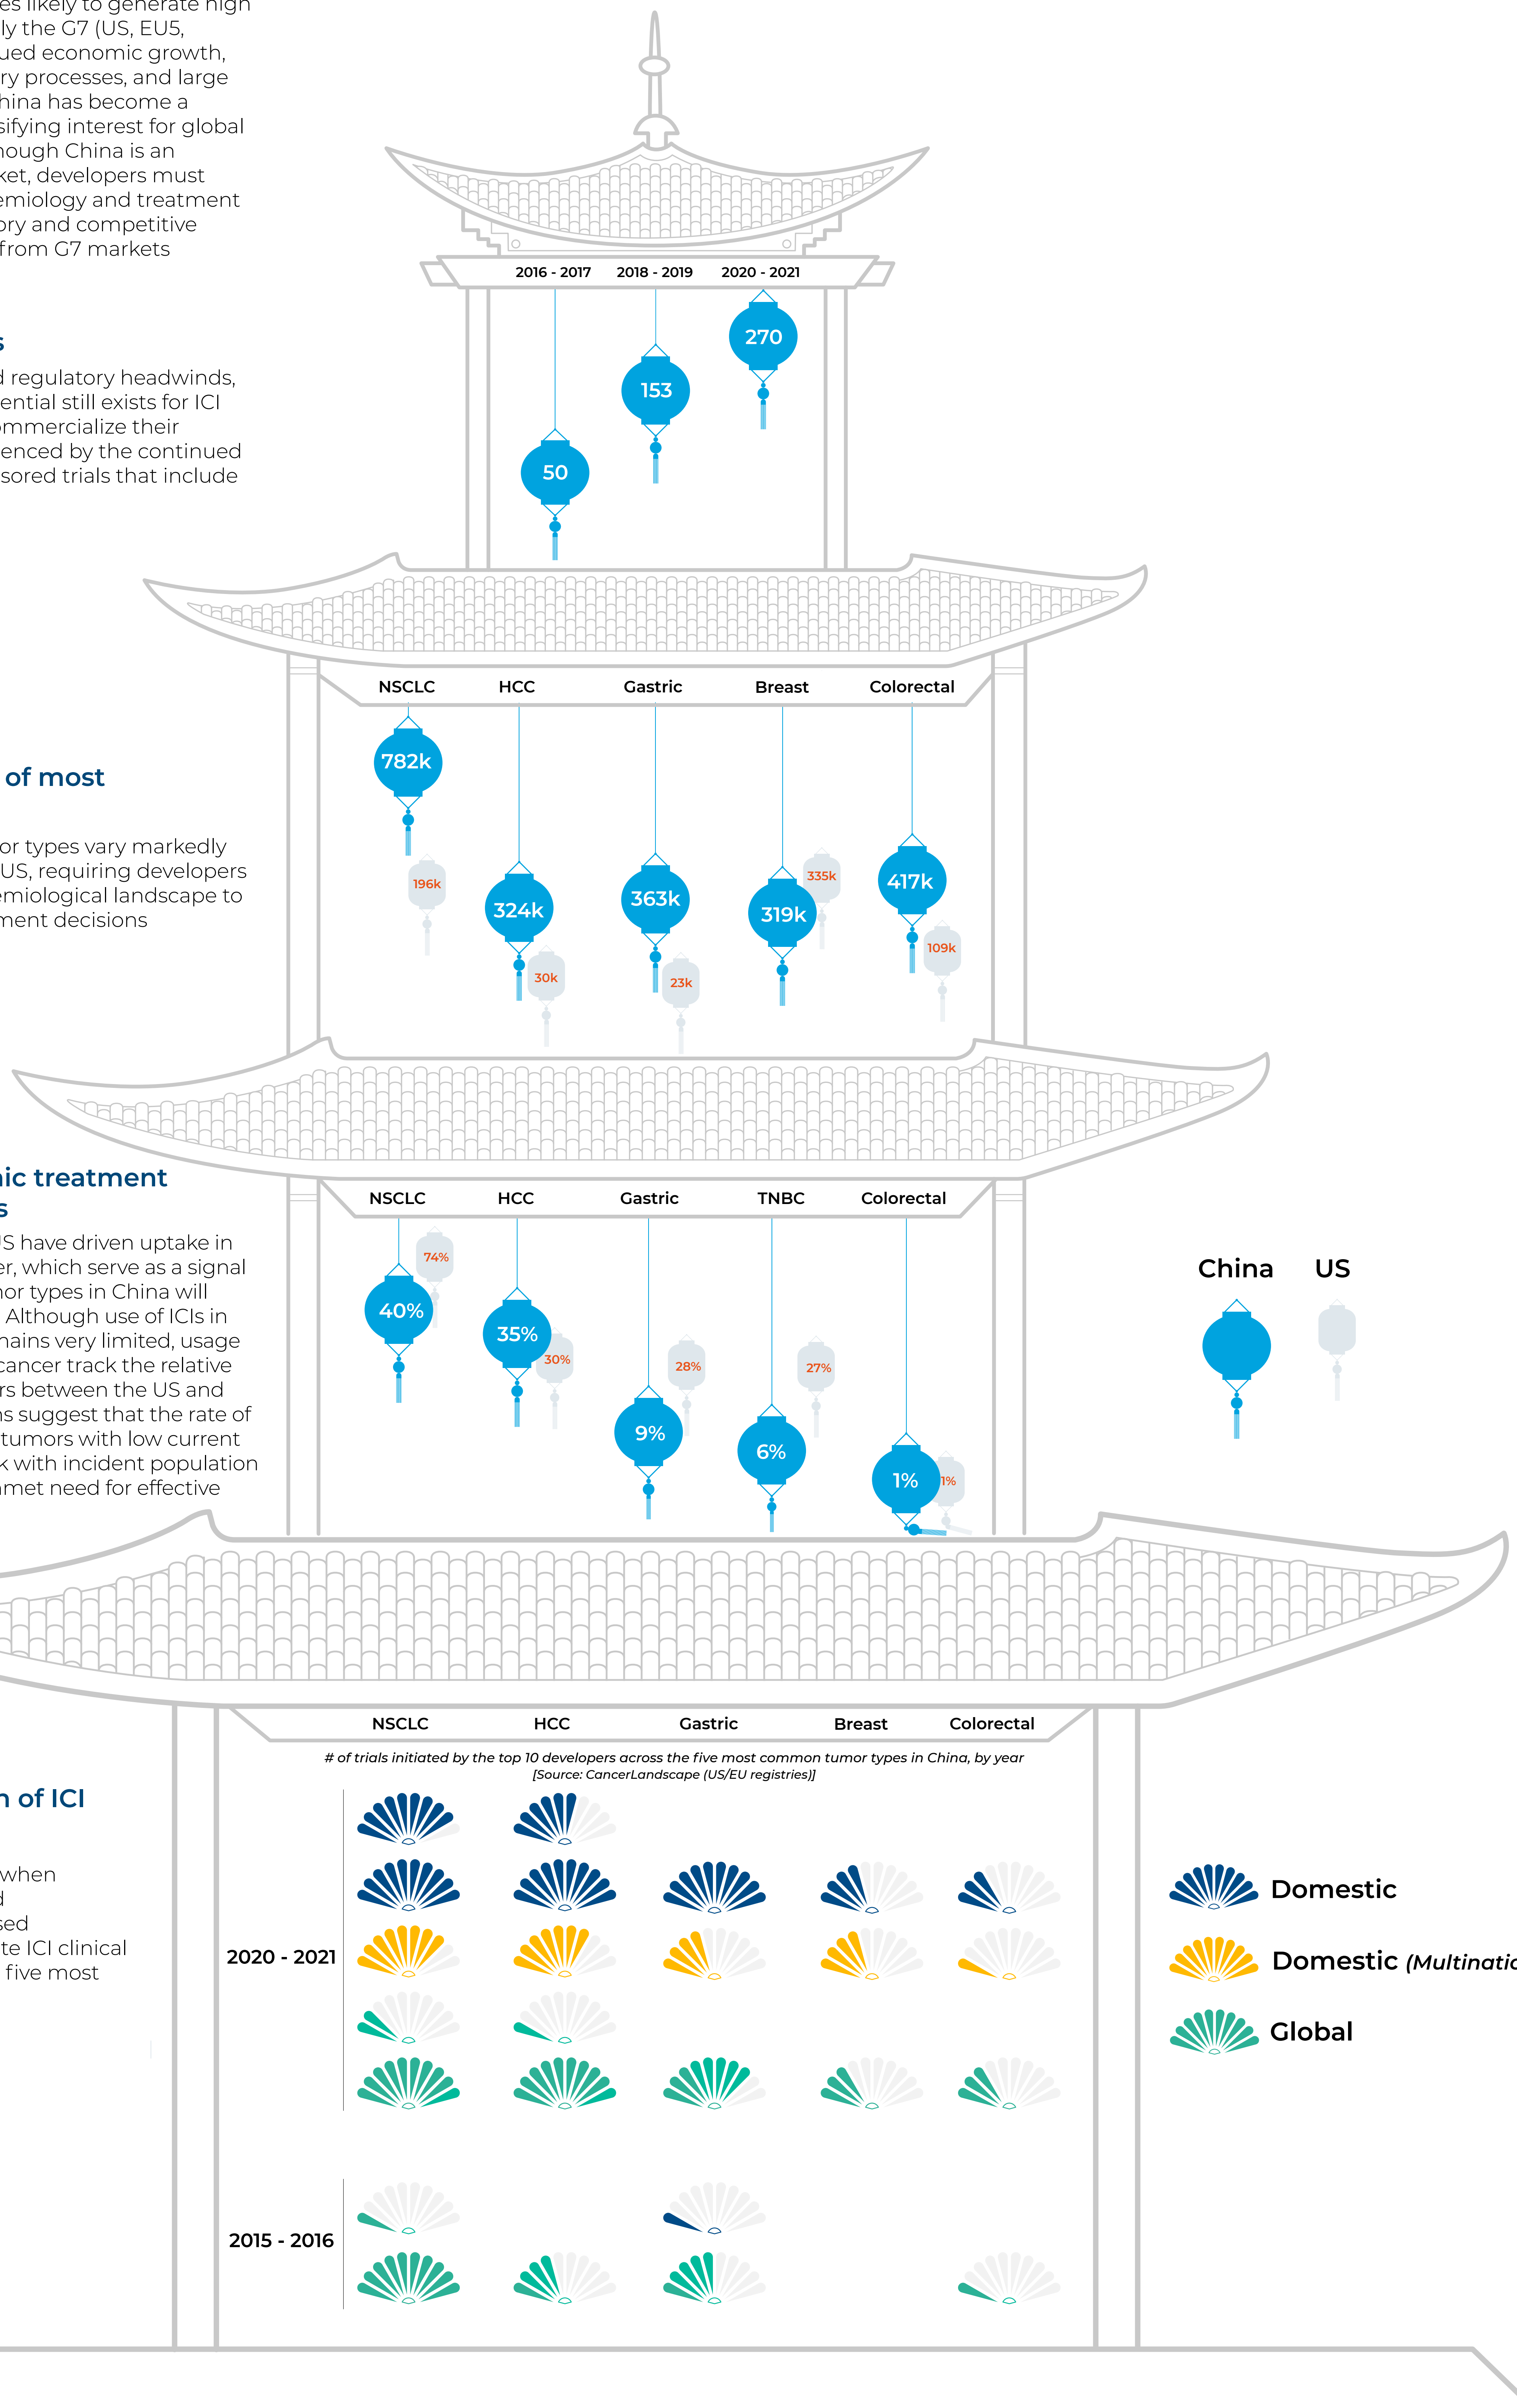 es likely to generate high
ly the G7 (US, EU5,
ued economic growth,
ry processes, and large
hina has become a
sifying interest for global
hough China is an
ket, developers must
emiology and treatment
ory and competitive
from G7 markets
2016 - 2017 2018 - 2019 2020 - 2021
270
153
50
s
d regulatory headwinds,
ential still exists for ICI
ommercialize their
enced by the continued
sored trials that include
NSCLC HCC Gastric Breast Colorectal
782k
196k
324k
30k
363k
23k
319k
335k
417k
109k
of most
or types vary markedly
US, requiring developers
emiological landscape to
ment decisions
nic treatment
s
US have driven uptake in
er, which serve as a signal
mor types in China will
Although use of ICIs in
mains very limited, usage
cancer track the relative
rs between the US and
ns suggest that the rate of
tumors with low current
k with incident population
nmet need for effective
NSCLC HCC Gastric TNBC Colorectal
40%
74%
35%
30%
9%
28%
6%
27%
1%
1%
China US
NSCLC HCC Gastric Breast Colorectal
# of trials initiated by the top 10 developers across the five most common tumor types in China, by year
[Source: CancerLandscape (US/EU registries)]
n of ICI
when
d
sed
te ICI clinical
five most
2020 - 2021
2015 - 2016
Domestic
Domestic (Multinatio
Global